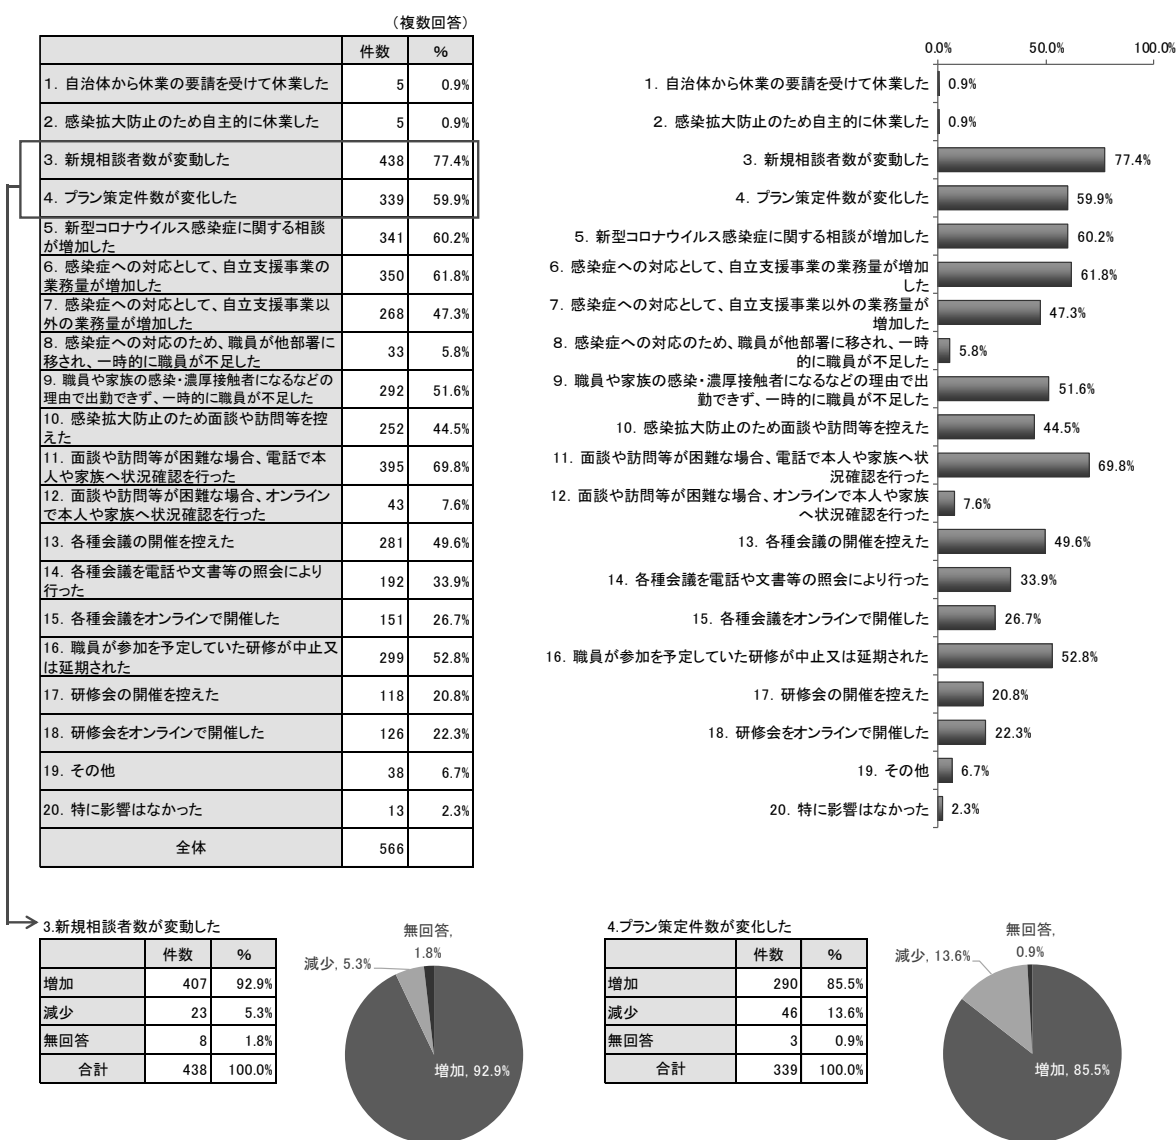 (複数回答)
件数 %
1. 自治体から休業の要請を受けて休業した 5 0.9%
2. 感染拡大防止のため自主的に休業した 5 0.9%
3. 新規相談者数が変動した 438 77.4%
4. プラン策定件数が変化した 339 59.9%
5. 新型コロナウイルス感染症に関する相談
が増加した 341 60.2%
6. 感染症への対応として、自立支援事業の
業務量が増加した 350 61.8%
7. 感染症への対応として、自立支援事業以
外の業務量が増加した 268 47.3%
8. 感染症への対応のため、職員が他部署に
移され、一時的に職員が不足した 33 5.8%
9. 職員や家族の感染・濃厚接触者になるなどの
理由で出勤できず、一時的に職員が不足した 292 51.6%
10. 感染拡大防止のため面談や訪問等を控
えた 252 44.5%
11. 面談や訪問等が困難な場合、電話で本
人や家族へ状況確認を行った 395 69.8%
12. 面談や訪問等が困難な場合、オンライン
で本人や家族へ状況確認を行った 43 7.6%
13. 各種会議の開催を控えた 281 49.6%
14. 各種会議を電話や文書等の照会により
行った 192 33.9%
15. 各種会議をオンラインで開催した 151 26.7%
16. 職員が参加を予定していた研修が中止又
は延期された 299 52.8%
17. 研修会の開催を控えた 118 20.8%
18. 研修会をオンラインで開催した 126 22.3%
19. その他 38 6.7%
20. 特に影響はなかった 13 2.3%
全体 566
0.0% 50.0% 100.0%
1. 自治体から休業の要請を受けて休業した 0.9%
2. 感染拡大防止のため自主的に休業した 0.9%
3. 新規相談者数が変動した 77.4%
4. プラン策定件数が変化した 59.9%
5. 新型コロナウイルス感染症に関する相談が増加した 60.2%
6. 感染症への対応として、自立支援事業の業務量が増加
した 61.8%
7. 感染症への対応として、自立支援事業以外の業務量が
増加した 47.3%
8. 感染症への対応のため、職員が他部署に移され、一時
的に職員が不足した 5.8%
9. 職員や家族の感染・濃厚接触者になるなどの理由で出
勤できず、一時的に職員が不足した 51.6%
10. 感染拡大防止のため面談や訪問等を控えた 44.5%
11. 面談や訪問等が困難な場合、電話で本人や家族へ状
況確認を行った 69.8%
12. 面談や訪問等が困難な場合、オンラインで本人や家族
へ状況確認を行った 7.6%
13. 各種会議の開催を控えた 49.6%
14. 各種会議を電話や文書等の照会により行った 33.9%
15. 各種会議をオンラインで開催した 26.7%
16. 職員が参加を予定していた研修が中止又は延期された 52.8%
17. 研修会の開催を控えた 20.8%
18. 研修会をオンラインで開催した 22.3%
19. その他 6.7%
20. 特に影響はなかった 2.3%
3.新規相談者数が変動した
件数 %
増加 407 92.9%
減少 23 5.3%
無回答 8 1.8%
合計 438 100.0%
無回答,
1.8%
減少, 5.3%
増加, 92.9%
4.プラン策定件数が変化した
件数 %
増加 290 85.5%
減少 46 13.6%
無回答 3 0.9%
合計 339 100.0%
無回答,
0.9%
減少, 13.6%
増加, 85.5%